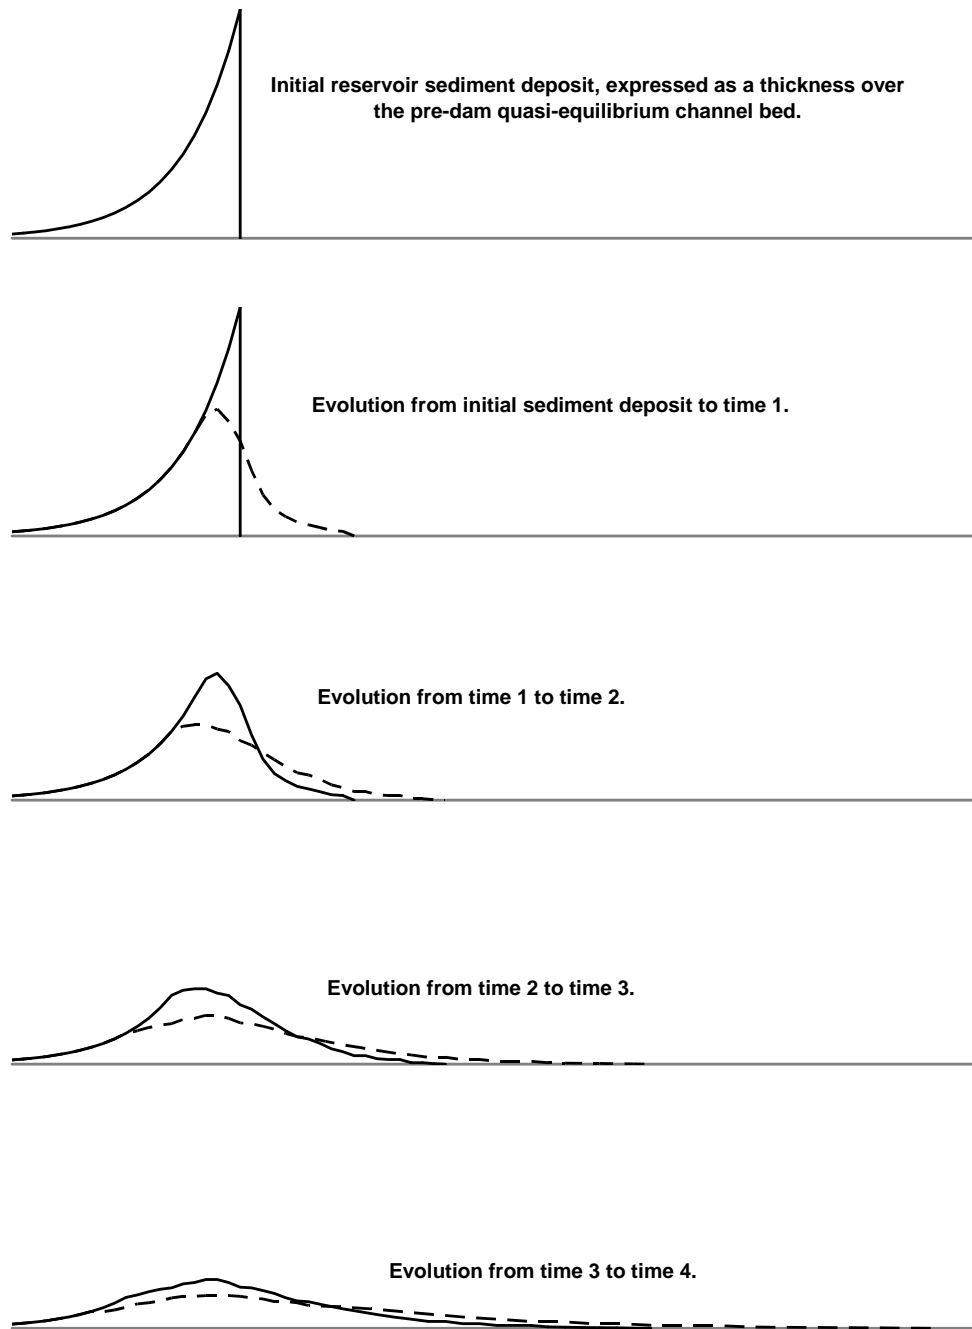 Initial reservoir sediment deposit, expressed as a thickness over
the pre-dam quasi-equilibrium channel bed.
Evolution from initial sediment deposit to time 1.
Evolution from time 1 to time 2.
Evolution from time 2 to time 3.
Evolution from time 3 to time 4.